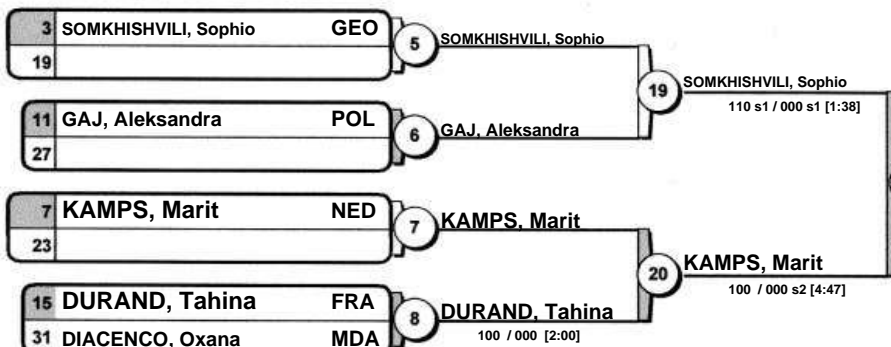 3 SOMKHISHVILI, Sophio GEO
19
5
SOMKHISHVILI, Sophio
11 GAJ, Aleksandra POL
27
6
GAJ, Aleksandra
19
SOMKHISHVILI, Sophio
110 s1 / 000 s1 [1:38]
7 KAMPS, Marit NED
23
7
KAMPS, Marit
15 DURAND, Tahina FRA
31 DIACENCO, Oxana MDA
8
DURAND, Tahina
100 / 000 [2:00]
20
KAMPS, Marit
100 / 000 s2 [4:47]